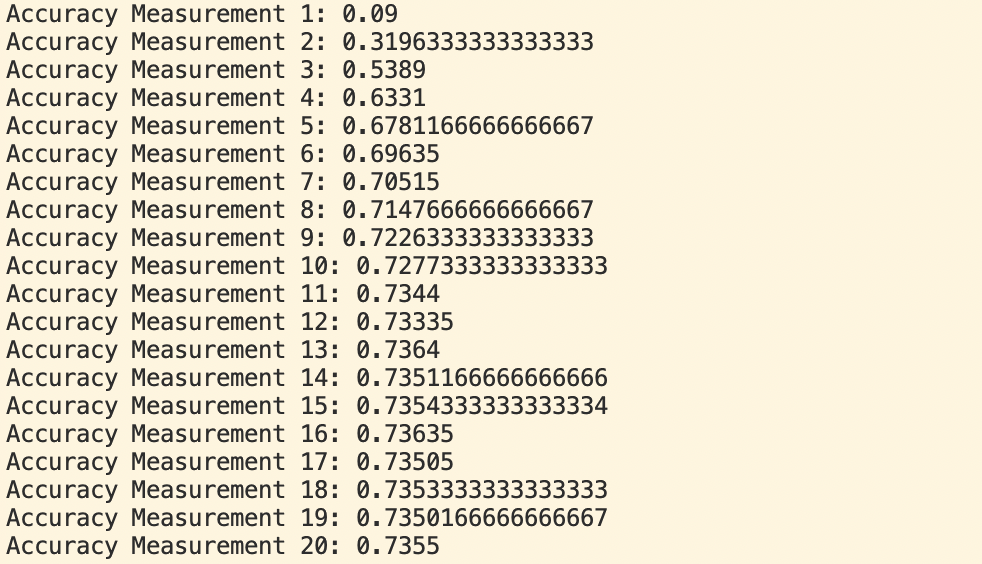 Accuracy Measurement 1: 0.09
Accuracy Measurement 2: 0.3196333333333333
Accuracy Measurement 3: 0.5389
Accuracy Measurement 4: 0.6331
Accuracy Measurement 5: 0.6781166666666667
Accuracy Measurement 6: 0.69635
Accuracy Measurement 7: 0.70515
Accuracy Measurement 8: 0.7147666666666667
Accuracy Measurement 9: 0.7226333333333333
Accuracy Measurement 10: 0.7277333333333333
Accuracy Measurement 11: 0.7344
Accuracy Measurement 12: 0.73335
Accuracy Measurement 13: 0.7364
Accuracy Measurement 14: 0.7351166666666666
Accuracy Measurement 15: 0.7354333333333334
Accuracy Measurement 16: 0.73635
Accuracy Measurement 17: 0.73505
Accuracy Measurement 18: 0.7353333333333333
Accuracy Measurement 19: 0.7350166666666667
Accuracy Measurement 20: 0.7355